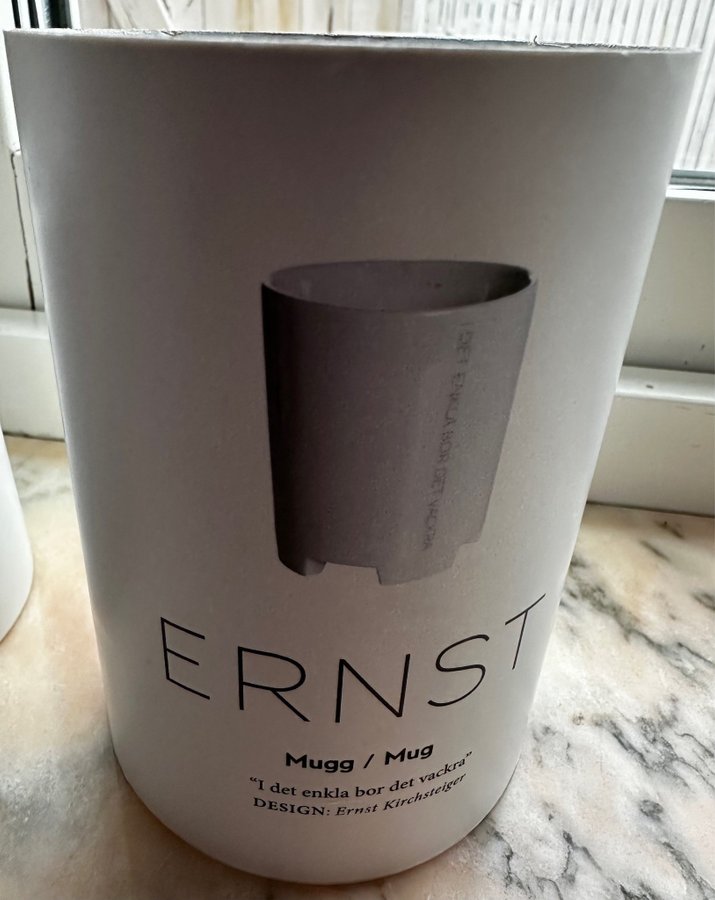 I DET ENKLA BOR DET VACKRA
ERNST
Mugg / Mug
“I det enkla bor det vackra”
DESIGN: Ernst Kirchsteiger